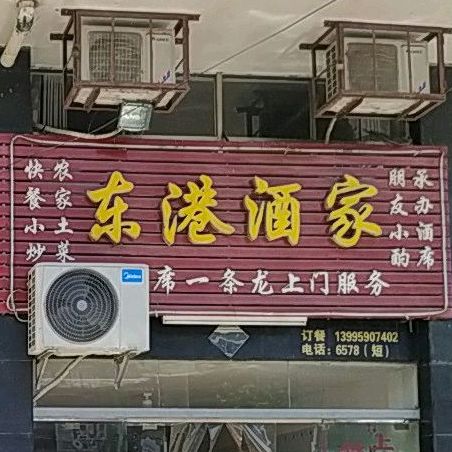 东港酒家
农家土菜
快餐小炒
承办酒席
朋友小酌
席一条龙上门服务
订餐 13995907402
电话：6578（短）
Midea